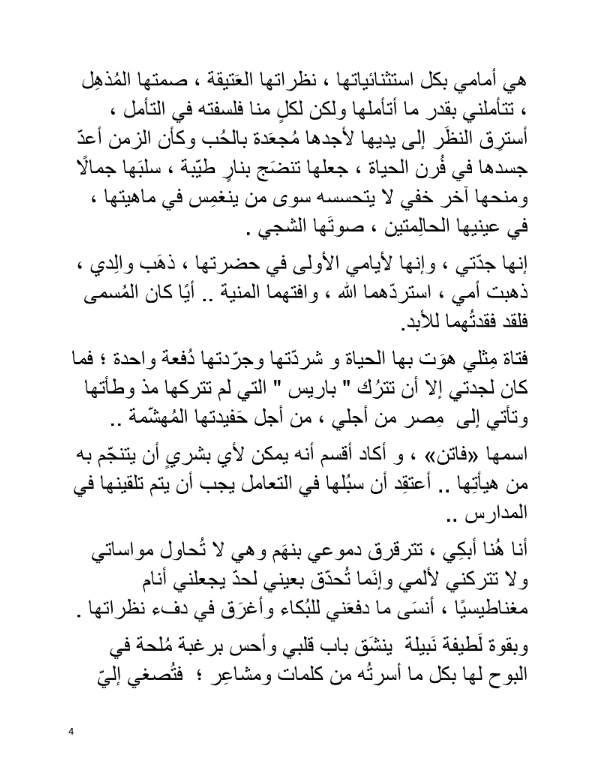 هي أمامي بكل استثنائياتها ، نظراتها العَتيقة ، صمتها المُذهِل
، تتأملني بقدر ما أتأملها ولكن لكلٍ منا فلسفته في التأمل ،
أسترِق النظَر إلى يديها لأجدها مُجعَدة بالحُب وكأن الزمن أعدّ
جسدها في فُرن الحياة ، جعلها تنضَج بنارٍ طيّبة ، سلبَها جمالًا
ومنحها آخر خفي لا يتحسسه سوى من ينغمِس في ماهيتها ،
في عينيها الحالِمتين ، صوتَها الشجي .
إنها جدّتي ، وإنها لأيامي الأولى في حضرتها ، ذهَب والِدي ،
ذهبت أمي ، استردّهما الله ، وافتهما المنية .. أيًا كان المُسمى
فلقد فقدتُهما للأبد.
فتاة مِثلي هوَت بها الحياة و شردّتها وجرّدتها دُفعة واحدة ؛ فما
كان لجدتي إلا أن تترُك " باريس " التي لم تتركها مذ وطأتها
وتأتي إلى مِصر من أجلي ، من أجل حَفيدتها المُهشّمة ..
اسمها «فاتن» ، و أكاد أقسم أنه يمكن لأي بشريٍ أن يتنجّم به
من هيأتِها .. أعتقِد أن سبُلها في التعامل يجب أن يتم تلقينها في
المدارس ..
أنا هُنا أبكِي ، تترقرق دموعي بنهَم وهي لا تُحاول مواساتي
ولا تتركني لألمي وإنَما تُحدّق بعيني لحدّ يجعلني أنام
مغناطيسيًا ، أنسَى ما دفعَني للبُكاء وأغرَق في دفء نظراتها .
وبقوة لَطيفة نَبيلة ينشَق باب قلبي وأحس برغبة مُلحة في
البوح لها بكل ما أسرتُه من كلمات ومشاعِر ؛ فتُصغي إليّ
4